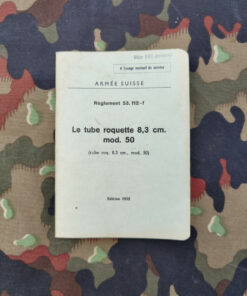 A l'usage exclusif du service
ARMÉE SUISSE
Règlement 53.112-f
Le tube roquette 8,3 cm.
mod. 50
(tube roq. 8,3 cm., mod. 50)
Edition 1952